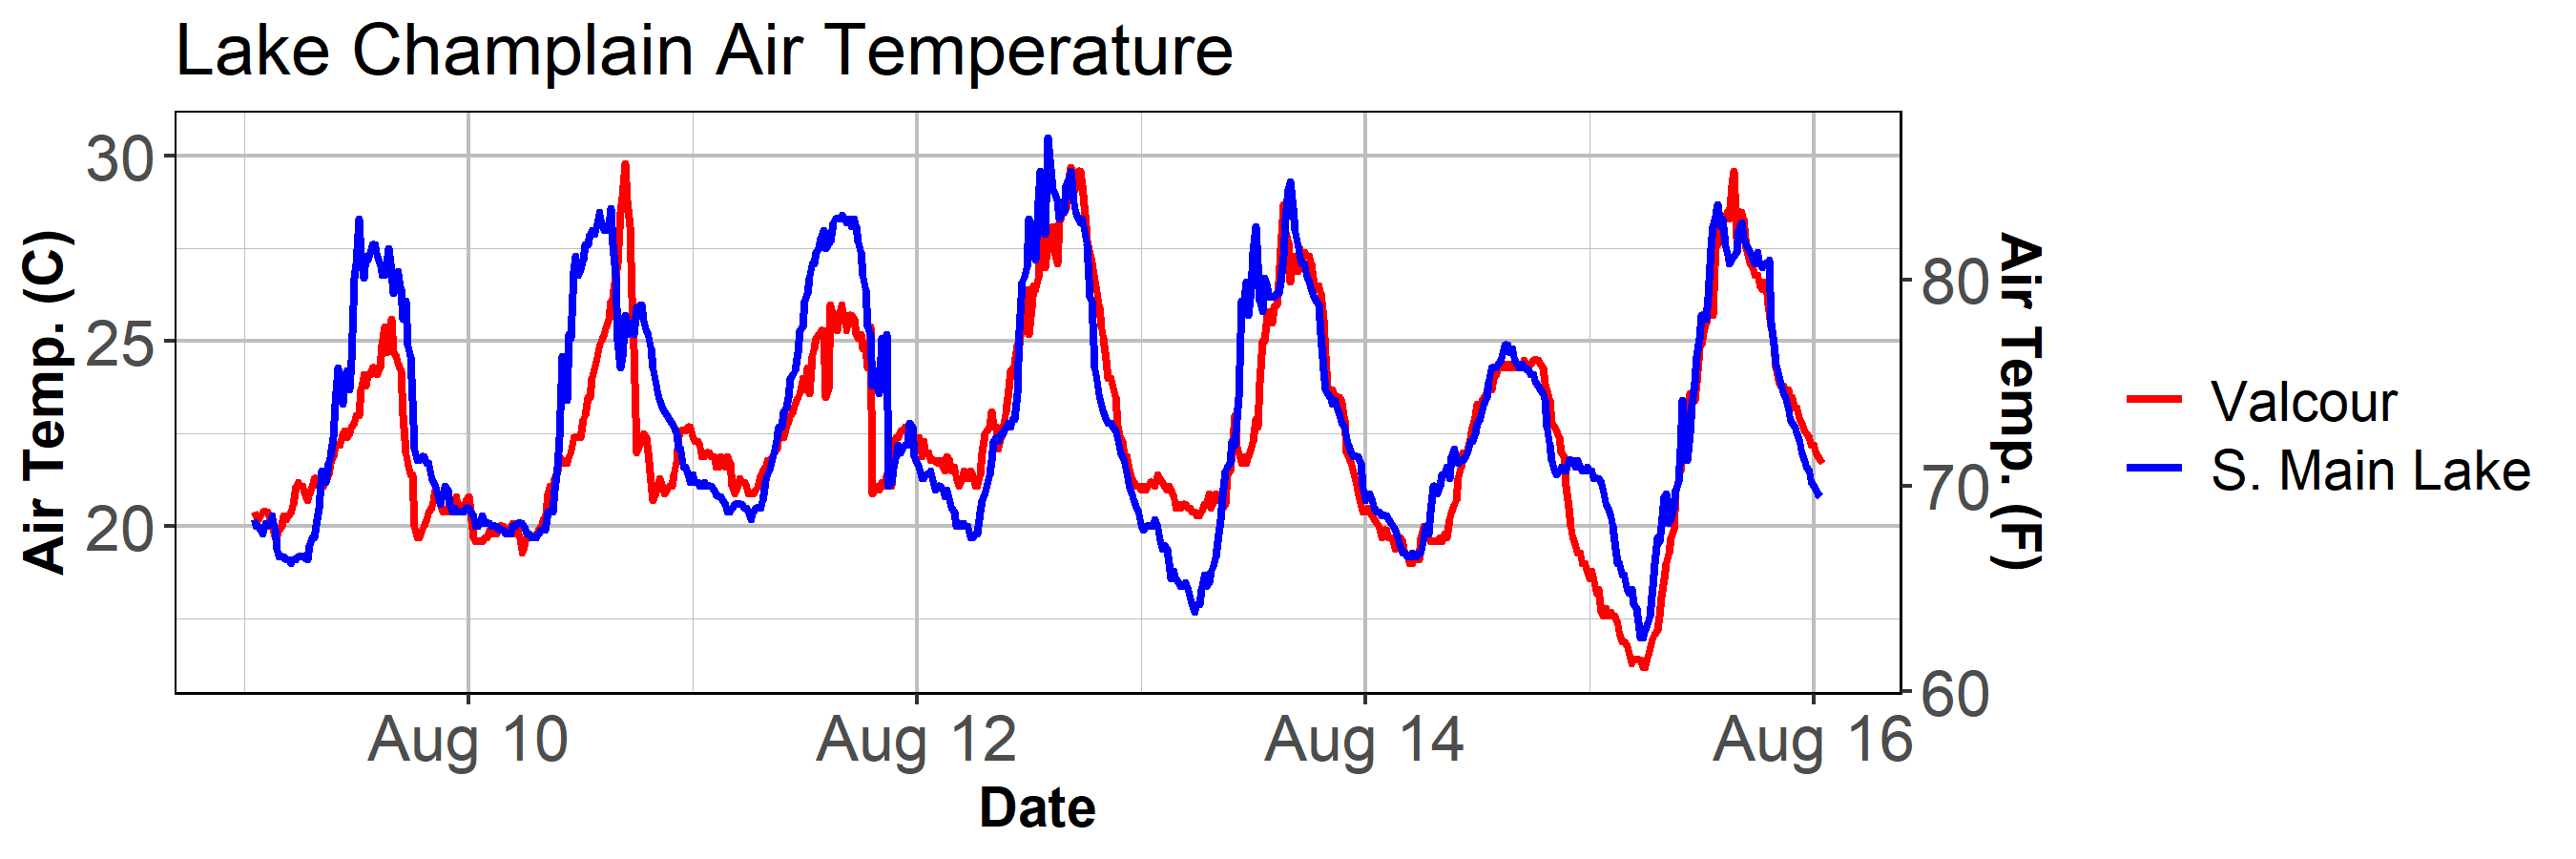 Lake Champlain Air Temperature
Air Temp. (C)
30
25
20
Air Temp. (F)
80
70
60
Aug 10
Aug 12
Aug 14
Aug 16
Date
Valcour
S. Main Lake